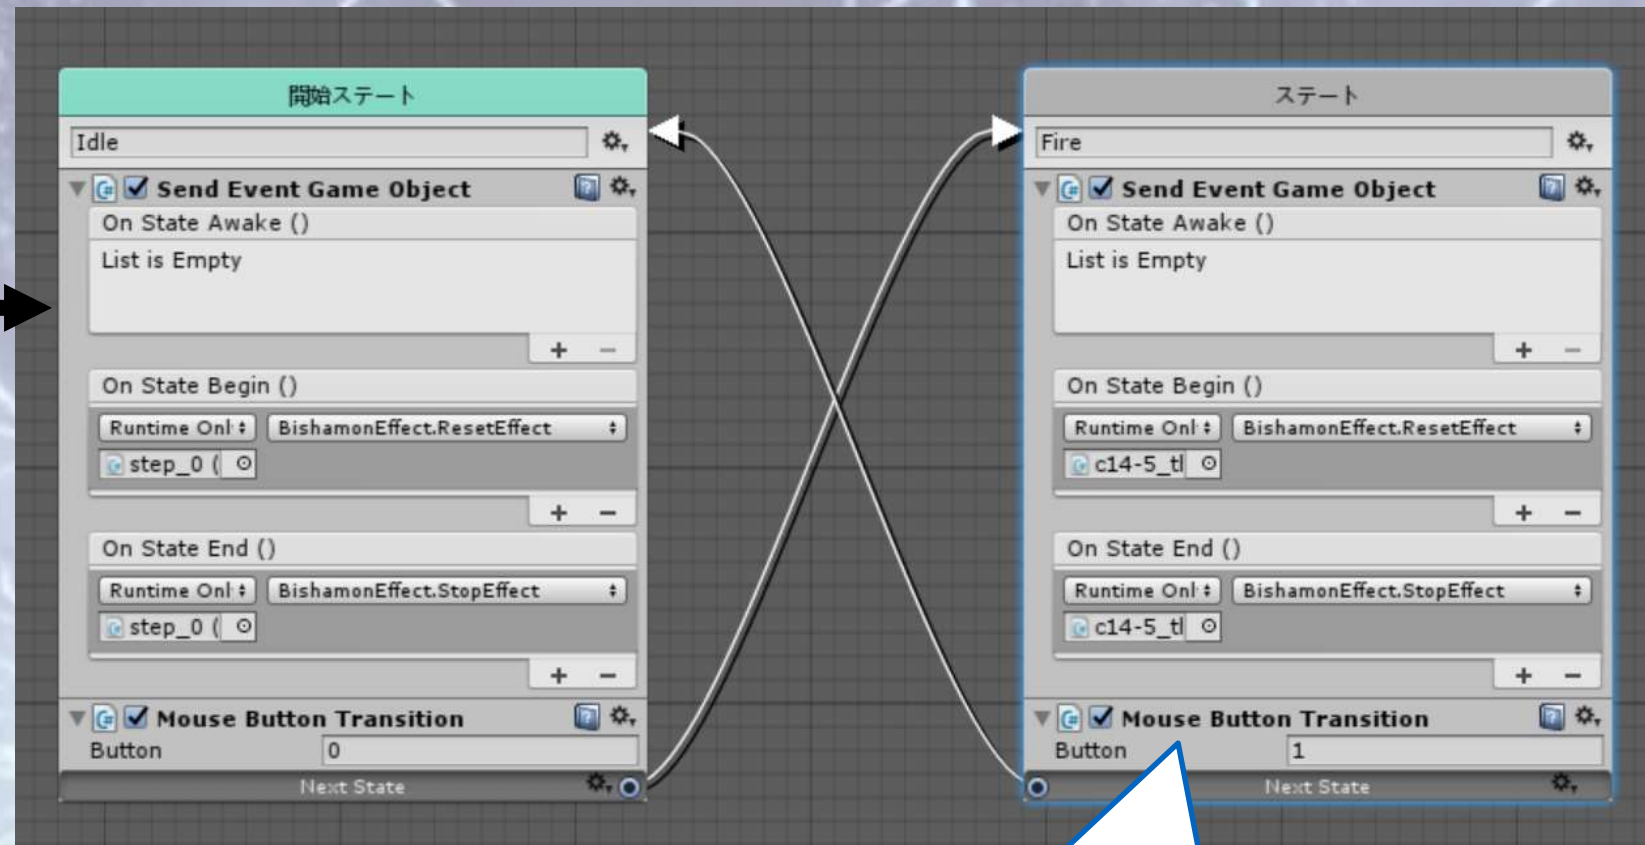 開始ステート
Idle
Send Event Game Object
On State Awake ()
List is Empty
+ −
On State Begin ()
Runtime Onl BishamonEffect.ResetEffect
step_0 (
+ −
On State End ()
Runtime Onl BishamonEffect.StopEffect
step_0 (
+ −
Mouse Button Transition
Button 0
Next State
ステート
Fire
Send Event Game Object
On State Awake ()
List is Empty
+ −
On State Begin ()
Runtime Onl BishamonEffect.ResetEffect
c14-5_tl
+ −
On State End ()
Runtime Onl BishamonEffect.StopEffect
c14-5_tl
+ −
Mouse Button Transition
Button 1
Next State